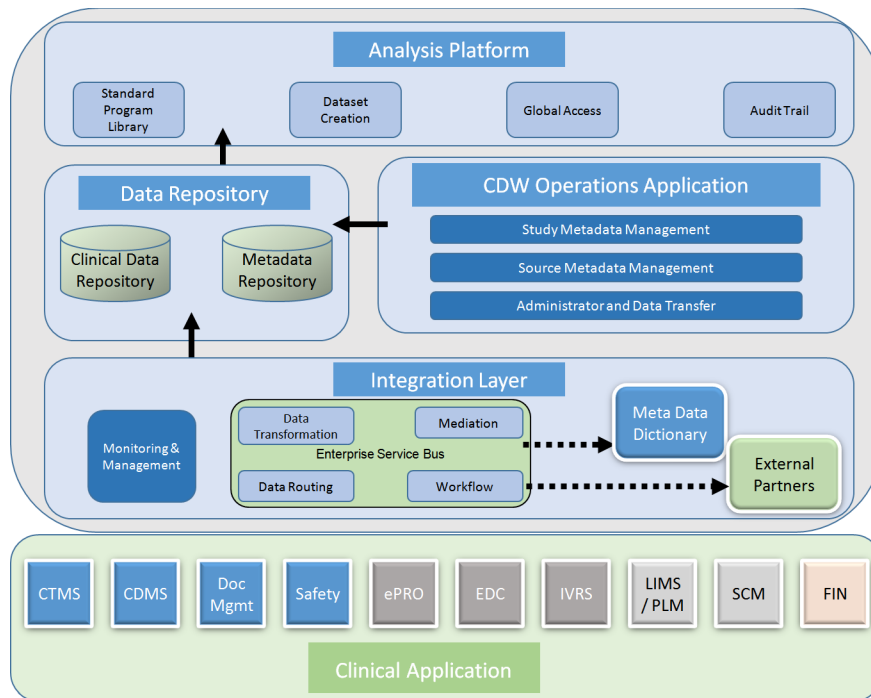 Analysis Platform
Standard
Program
Library
Dataset
Creation
Global Access
Audit Trail
Data Repository
Clinical Data
Repository
Metadata
Repository
CDW Operations Application
Study Metadata Management
Source Metadata Management
Administrator and Data Transfer
Integration Layer
Monitoring &
Management
Data
Transformation
Mediation
Enterprise Service Bus
Data Routing
Workflow
Meta Data
Dictionary
External
Partners
CTMS
CDMS
Doc
Mgmt
Safety
ePRO
EDC
IVRS
LIMS
/ PLM
SCM
FIN
Clinical Application